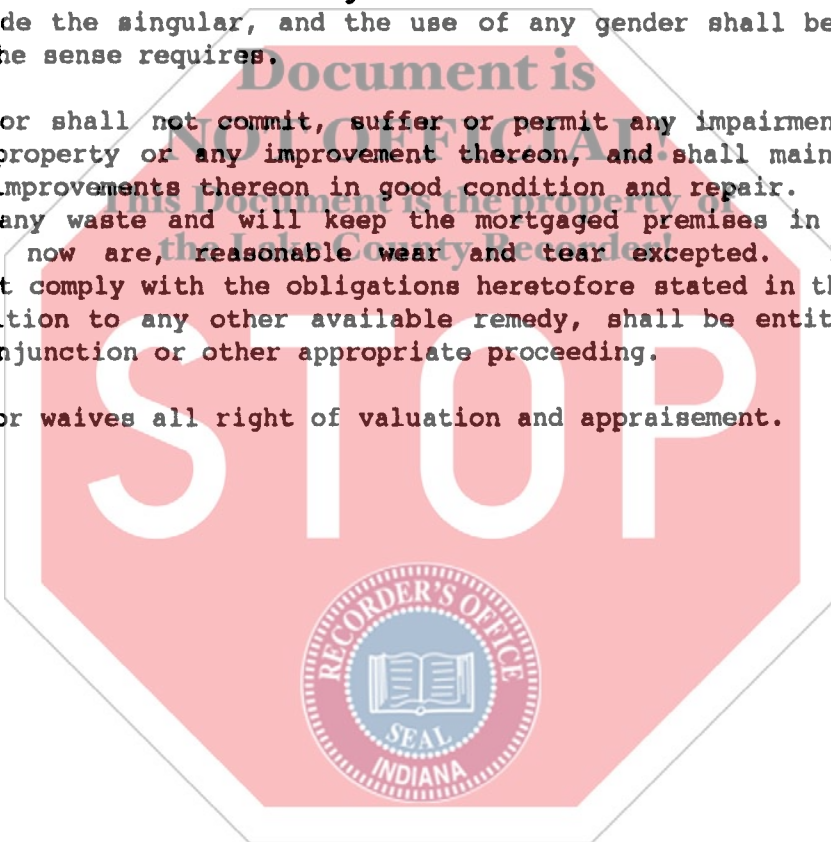 de the singular, and the use of any gender shall be
he sense requires.
Document is
or shall not commit, suffer or permit any impairmen
NOT OFFICIAL!
property or any improvement thereon, and shall main
improvements thereon in good condition and repair.
This Document is the property of
any waste and will keep the mortgaged premises in
the Lake County Recorder!
now are, reasonable wear and tear excepted.
t comply with the obligations heretofore stated in th
tion to any other available remedy, shall be entit
njunction or other appropriate proceeding.
or waives all right of valuation and appraisement.
STOP
RECORDER'S OFFICE
SEAL
INDIANA